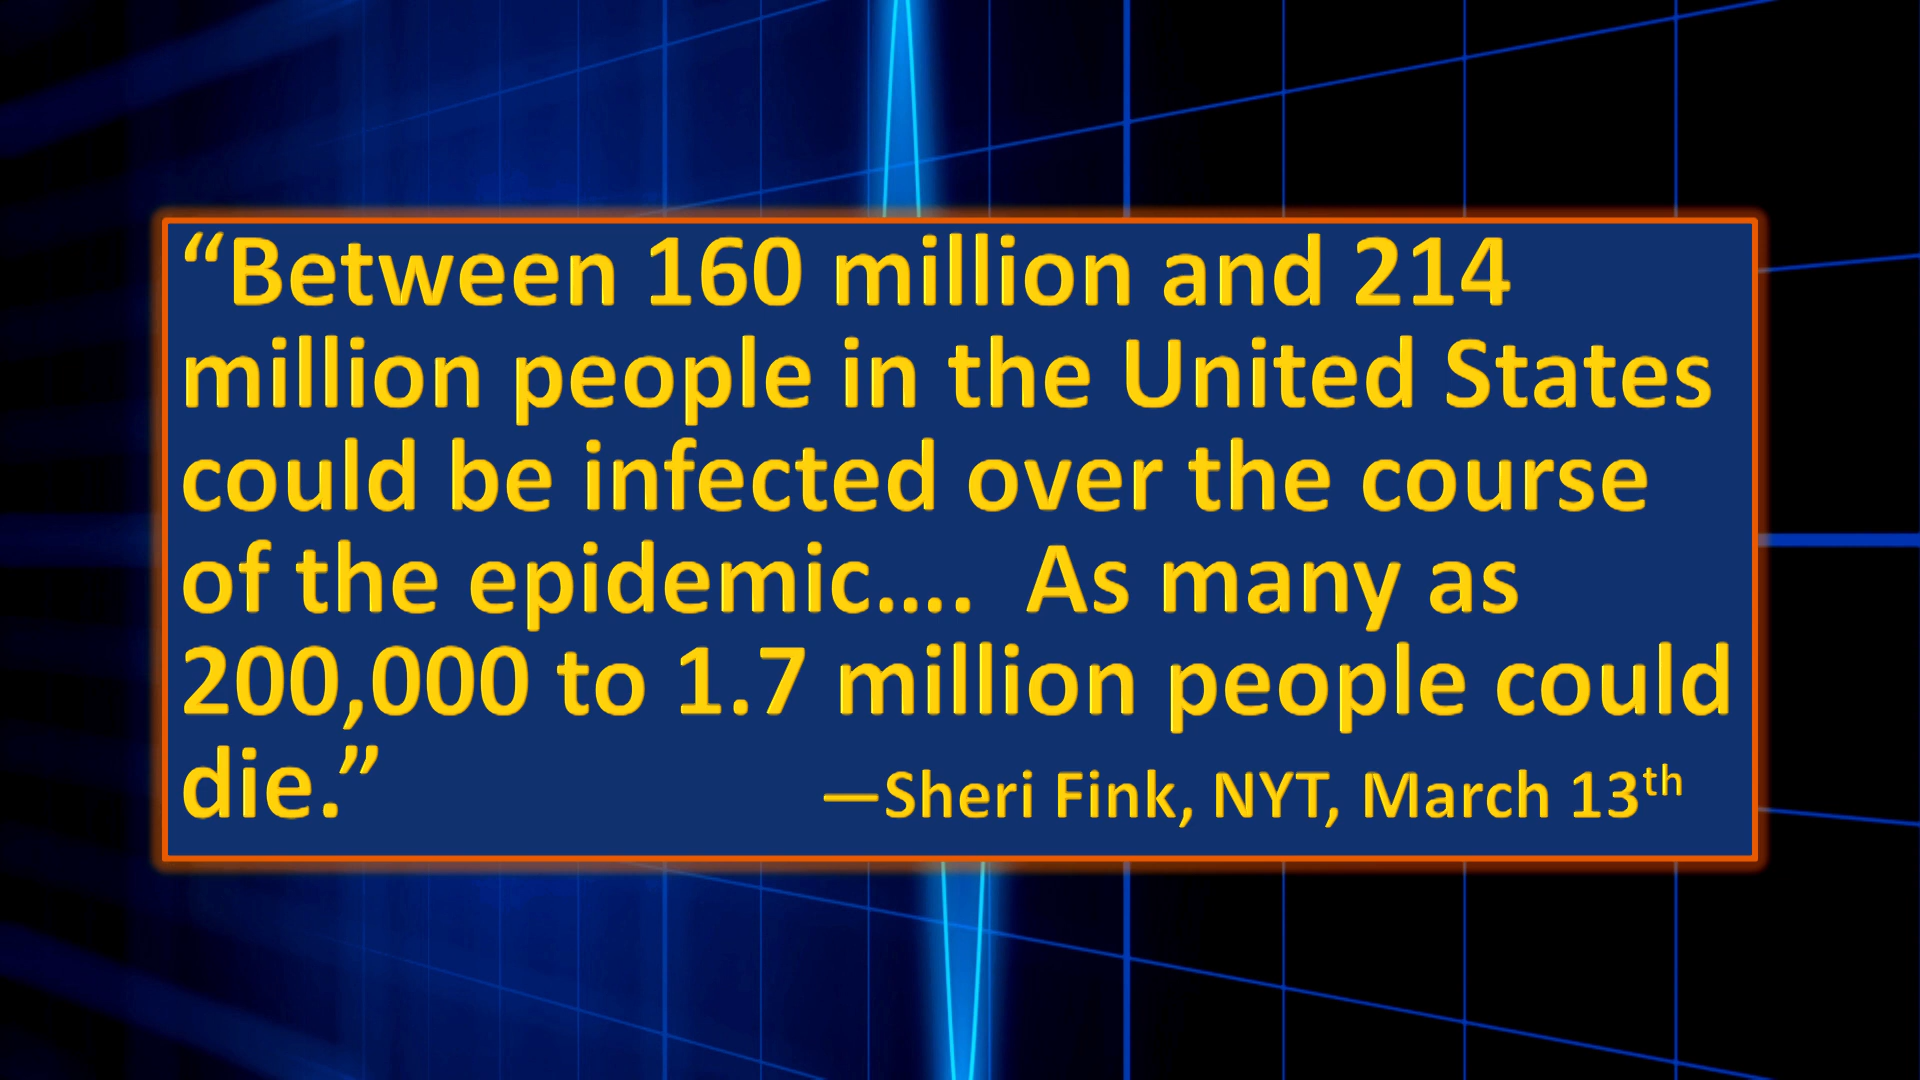 “Between 160 million and 214
million people in the United States
could be infected over the course
of the epidemic…. As many as
200,000 to 1.7 million people could
die.” —Sheri Fink, NYT, March 13th